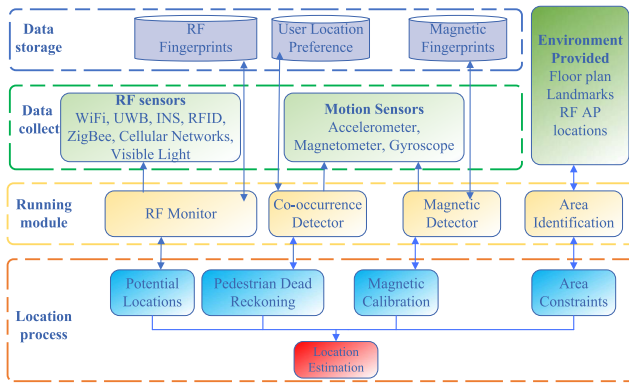 Data
storage
RF
Fingerprints
User Location
Preference
Magnetic
Fingerprints
Environment
Provided
Floor plan
Landmarks
RF AP
locations
Data
collect
RF sensors
WiFi, UWB, INS, RFID,
ZigBee, Cellular Networks,
Visible Light
Motion Sensors
Accelerometer,
Magnetometer, Gyroscope
Running
module
RF Monitor
Co-occurrence
Detector
Magnetic
Detector
Area
Identification
Location
process
Potential
Locations
Pedestrian Dead
Reckoning
Magnetic
Calibration
Area
Constraints
Location
Estimation